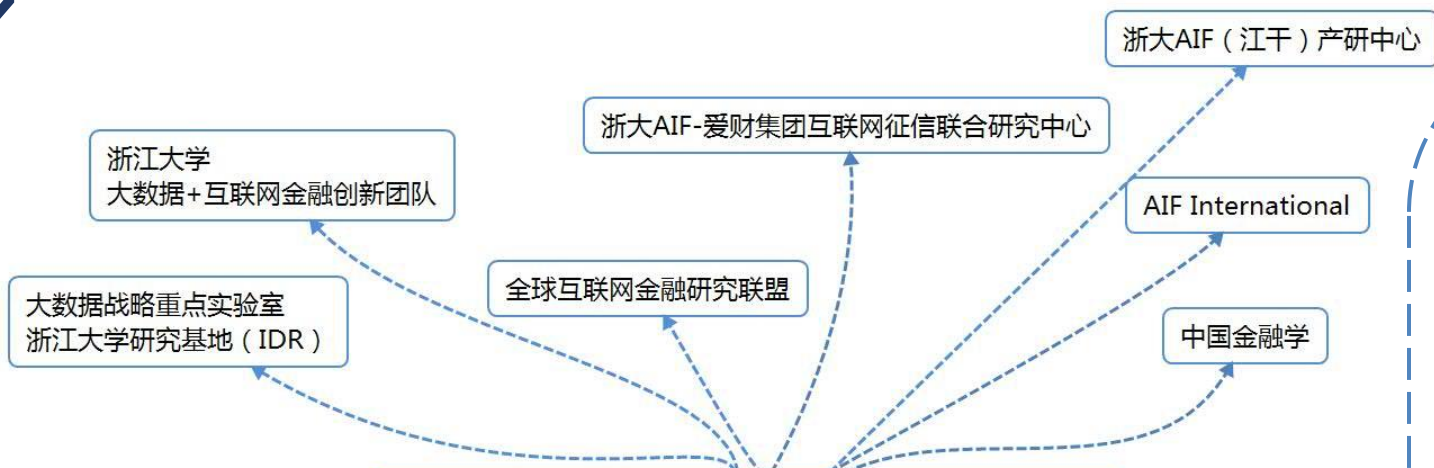 浙大AIF（江干）产研中心
浙大AIF-爱财集团互联网征信联合研究中心
浙江大学
大数据+互联网金融创新团队
AIF International
全球互联网金融研究联盟
大数据战略重点实验室
浙江大学研究基地（IDR）
中国金融学